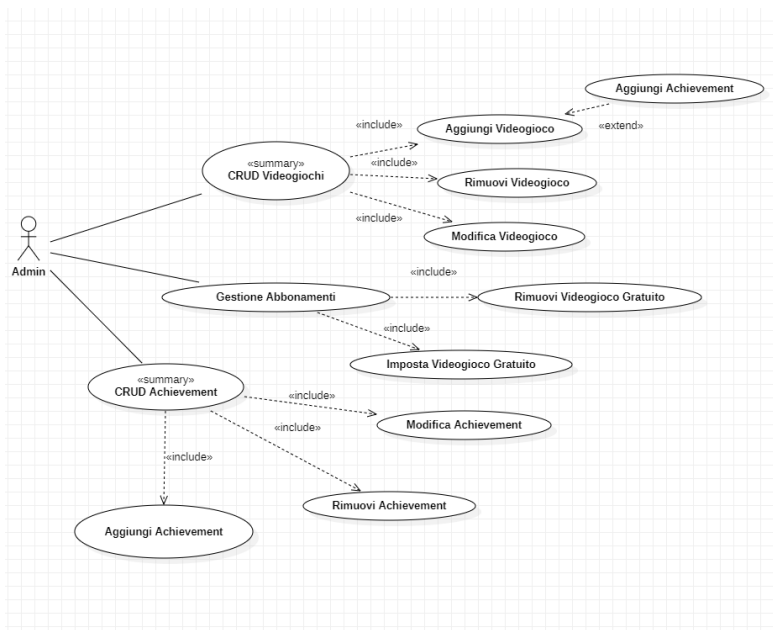 Aggiungi Achievement
«include»
Aggiungi Videogioco
«extend»
«summary»
CRUD Videogiochi
«include»
Rimuovi Videogioco
«include»
Modifica Videogioco
Admin
«include»
Gestione Abbonamenti
Rimuovi Videogioco Gratuito
«include»
Imposta Videogioco Gratuito
«summary»
CRUD Achievement
«include»
Modifica Achievement
«include»
«include»
Rimuovi Achievement
Aggiungi Achievement